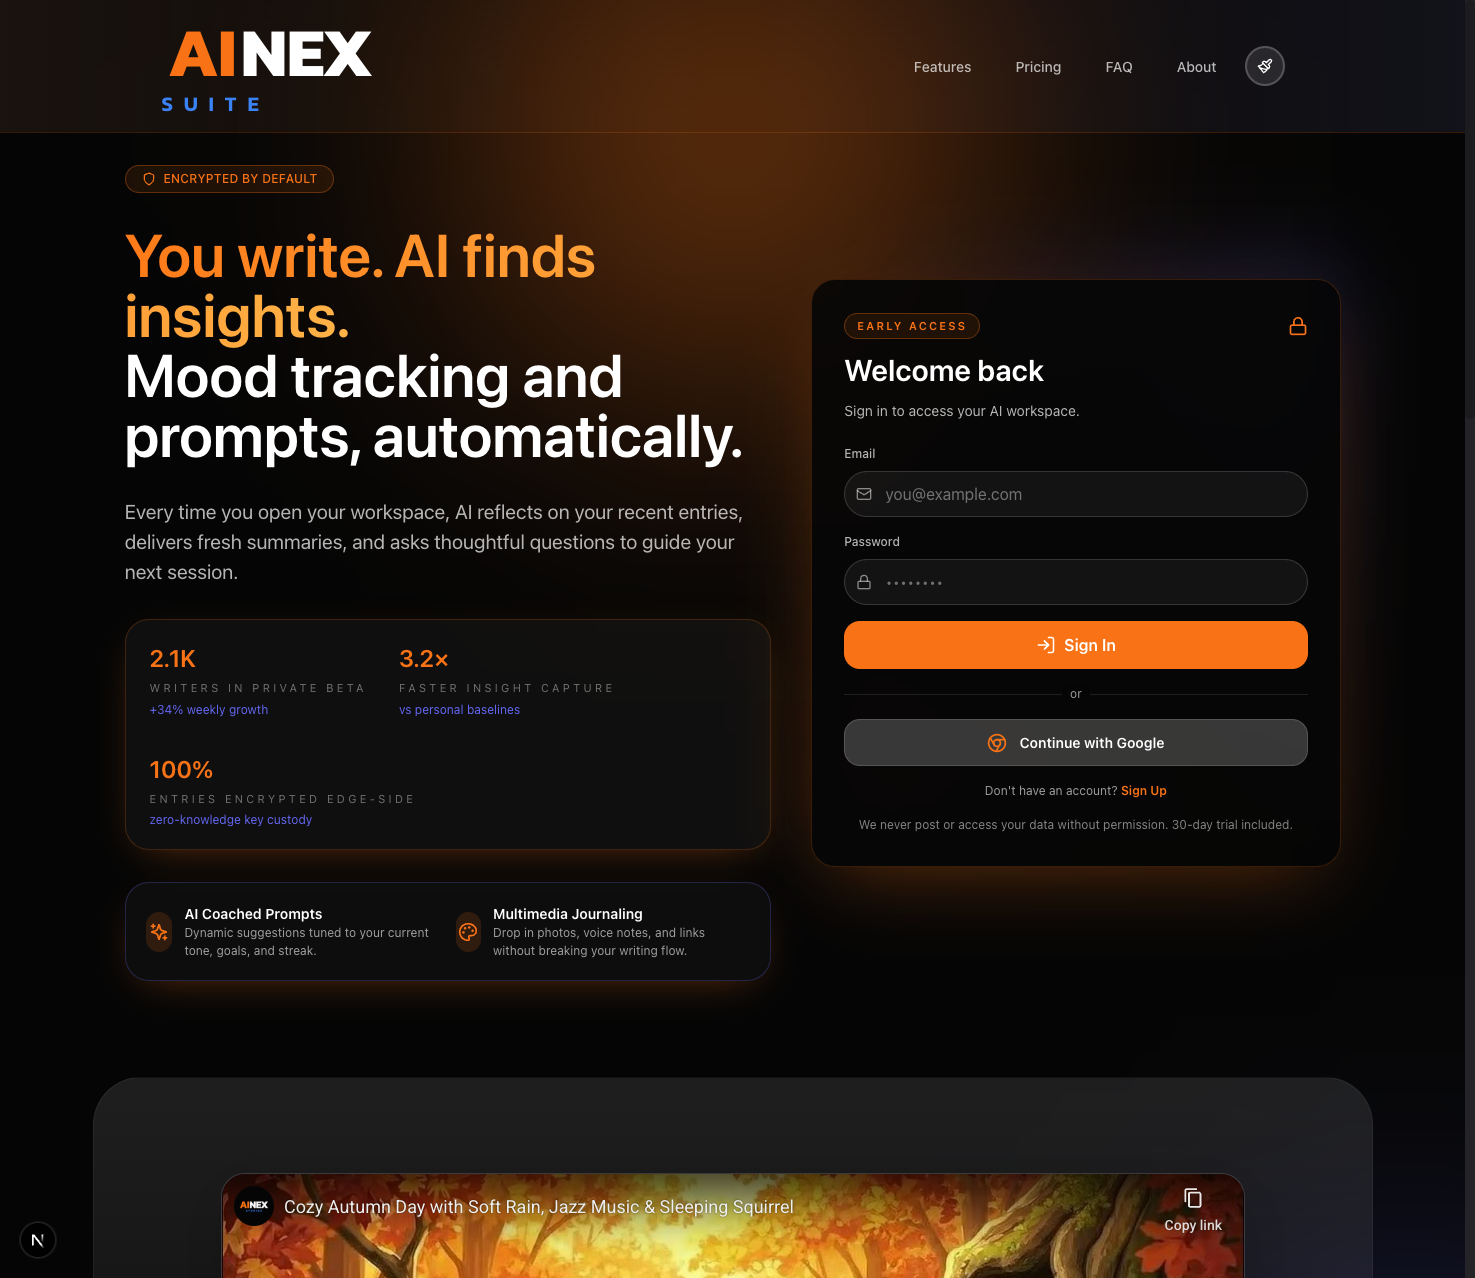 AINEX
SUITE
Features
Pricing
FAQ
About
ENCRYPTED BY DEFAULT
You write. AI finds
insights.
Mood tracking and
prompts, automatically.
Every time you open your workspace, AI reflects on your recent entries,
delivers fresh summaries, and asks thoughtful questions to guide your
next session.
2.1K
WRITERS IN PRIVATE BETA
+34% weekly growth
3.2×
FASTER INSIGHT CAPTURE
vs personal baselines
100%
ENTRIES ENCRYPTED EDGE-SIDE
zero-knowledge key custody
AI Coached Prompts
Dynamic suggestions tuned to your current
tone, goals, and streak.
Multimedia Journaling
Drop in photos, voice notes, and links
without breaking your writing flow.
EARLY ACCESS
Welcome back
Sign in to access your AI workspace.
Email
you@example.com
Password
••••••••
Sign In
or
Continue with Google
Don't have an account? Sign Up
We never post or access your data without permission. 30-day trial included.
AINEX
Cozy Autumn Day with Soft Rain, Jazz Music & Sleeping Squirrel
Copy link
N